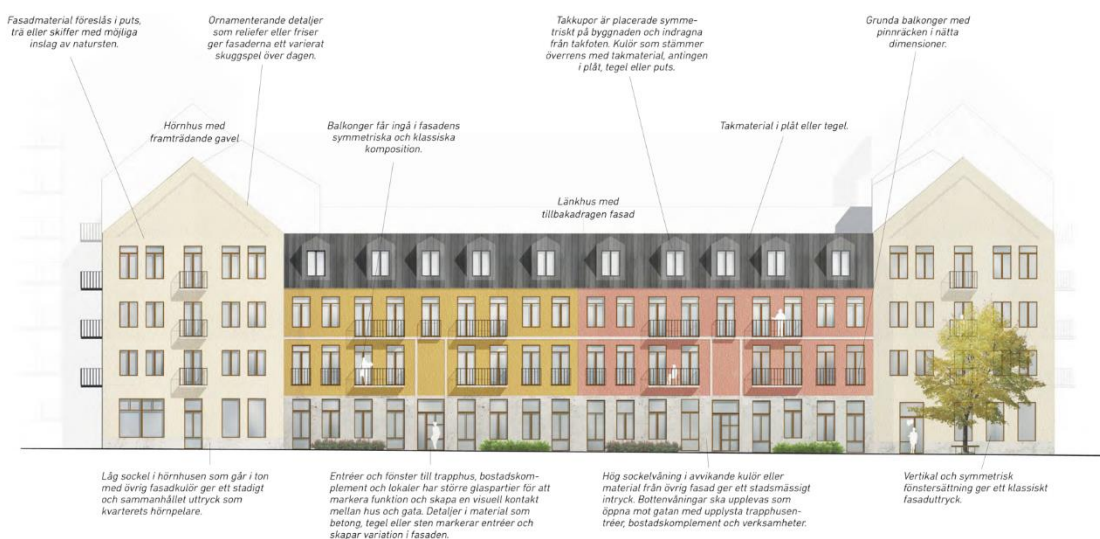 Fasadmaterial föreslås i puts,
trä eller skiffer med möjliga
inslag av natursten.
Ornamenterande detaljer
som reliefer eller friser
ger fasaderna ett varierat
skuggspel över dagen.
Takkupor är placerade symme-
triskt på byggnaden och indragna
från takfoten. Kulör som stämmer
överrens med takmaterial, antingen
i plåt, tegel eller puts.
Grunda balkonger med
pinnräcken i nätta
dimensioner.
Hörnhus med
framträdande gavel
Balkonger får ingå i fasadens
symmetriska och klassiska
komposition.
Takmaterial i plåt eller tegel.
Länkhus med
tillbakadragen fasad
Låg sockel i hörnhusen som går i ton
med övrig fasadkulör ger ett stadigt
och sammanhållet uttryck som
kvarterets hörnpelare.
Entréer och fönster till trapphus, bostadskom-
plement och lokaler har större glaspartier för att
markera funktion och skapa en visuell kontakt
mellan hus och gata. Detaljer i material som
betong, tegel eller sten markerar entréer och
skapar variation i fasaden.
Hög sockelvåning i avvikande kulör eller
material från övrig fasad ger ett stadsmässigt
intryck. Bottenvåningar ska upplevas som
öppna mot gatan med upplysta trapphusen-
tréer, bostadskomplement och verksamheter.
Vertikal och symmetrisk
fönstersättning ger ett klassiskt
fasaduttryck.